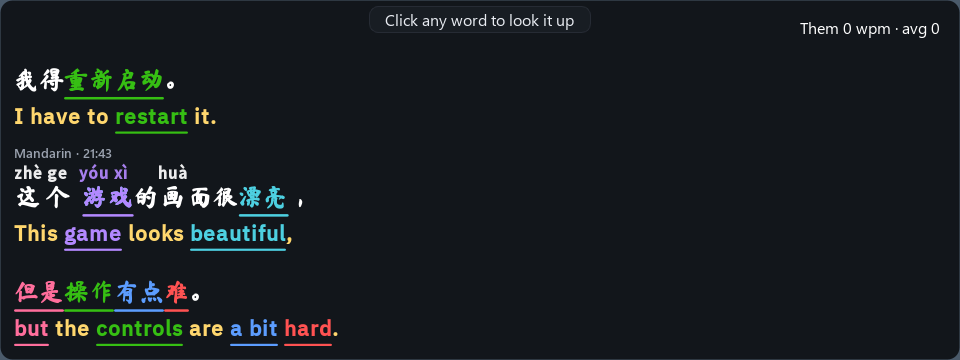 Click any word to look it up
Them 0 wpm · avg 0
我得重新启动。
I have to restart it.
Mandarin · 21:43
zhè ge yóu xì huà
这个 游戏的画面很漂亮，
This game looks beautiful,
但是操作有点难。
but the controls are a bit hard.